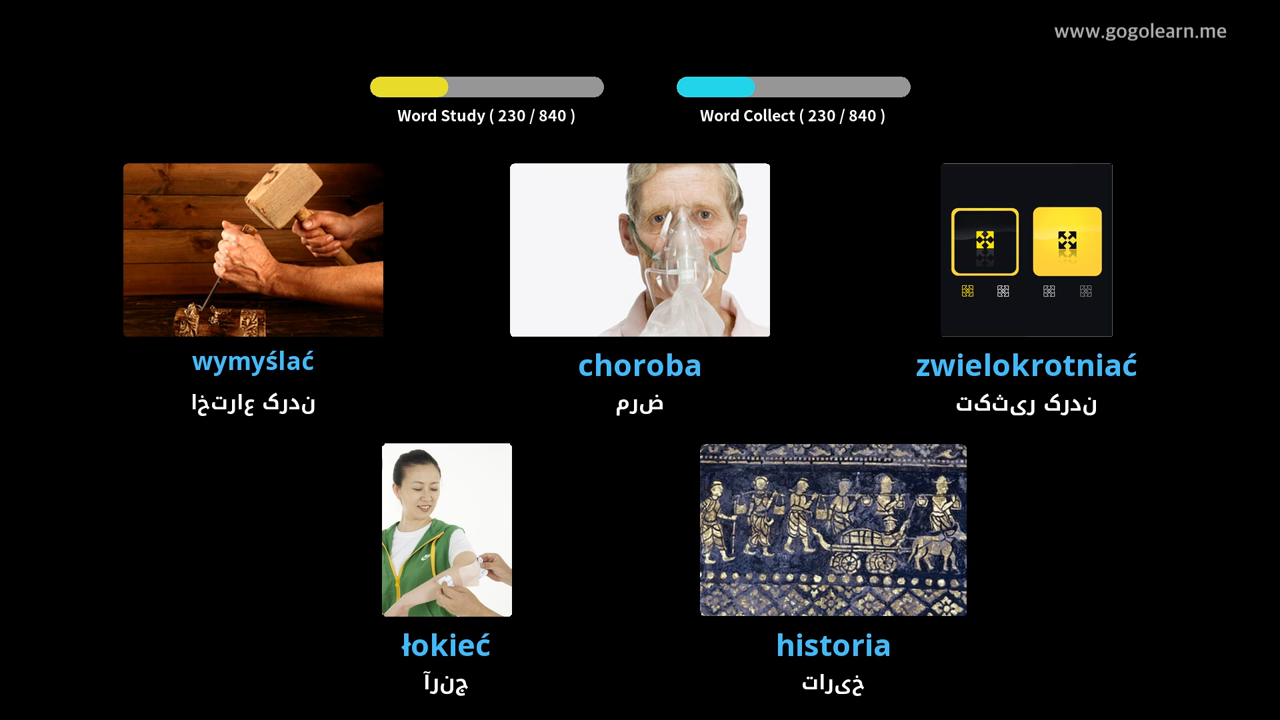 www.gogolearn.me
Word Study ( 230 / 840 )
Word Collect ( 230 / 840 )
wymyślać
اختراع کردن
choroba
مرض
zwielokrotniać
تکثیر کردن
łokieć
آرنج
historia
تاریخ